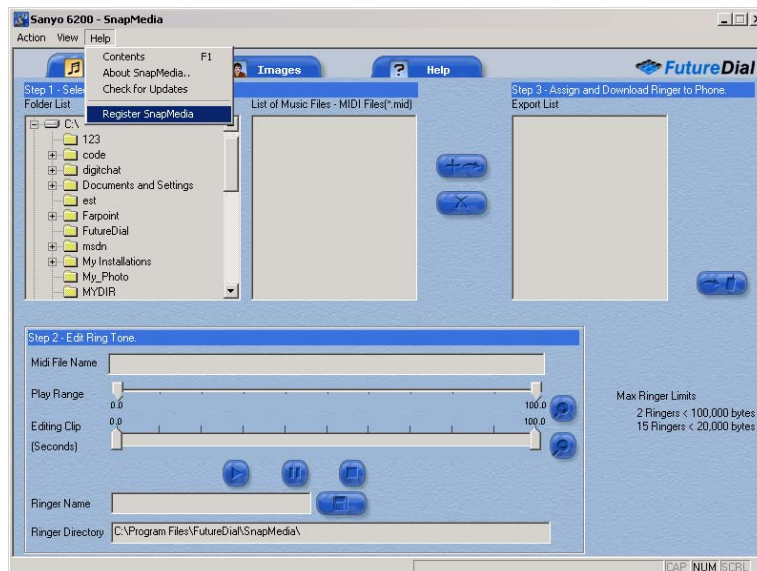 Sanyo 6200 - SnapMedia
Action View Help
Contents F1
About SnapMedia..
Check for Updates
Register SnapMedia
Images
? Help
FutureDial
Step 1 - Sele
Folder List
List of Music Files - MIDI Files(*.mid)
Step 3 - Assign and Download Ringer to Phone.
Export List
C:\
123
code
digitchat
Documents and Settings
est
Farpoint
FutureDial
msdn
My Installations
My_Photo
MYDIR
Step 2 - Edit Ring Tone.
Midi File Name
Play Range
0.0 100.0
Editing Clip
0.0 100.0
(Seconds)
Max Ringer Limits
2 Ringers < 100,000 bytes
15 Ringers < 20,000 bytes
Ringer Name
Ringer Directory C:\Program Files\FutureDial\SnapMedia\
CAP NUM SCRL